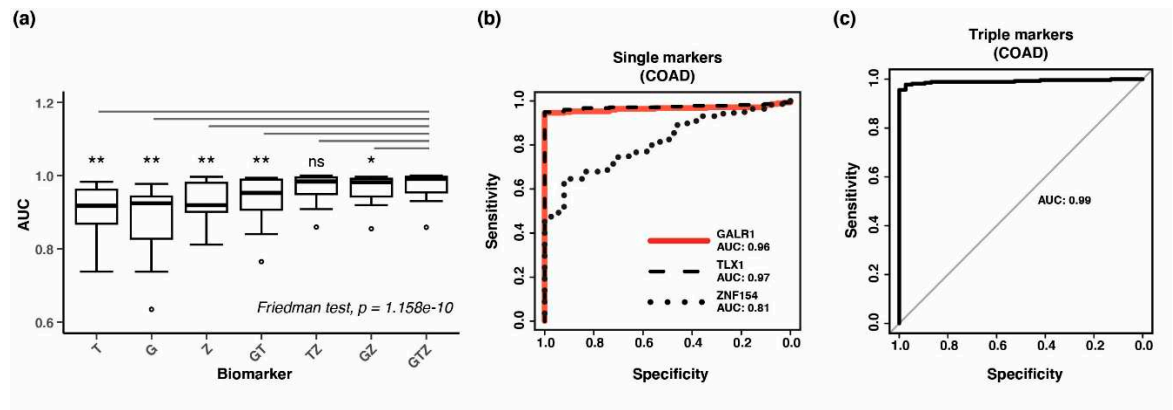 (a)
1.2
1.0
0.8
0.6
AUC
** ** ** ** ns *
Friedman test, p = 1.158e-10
T G Z GT TZ GZ GTZ
Biomarker
(b)
Single markers
(COAD)
1.0
0.8
0.6
0.4
0.2
0.0
Sensitivity
GALR1
AUC: 0.96
TLX1
AUC: 0.97
ZNF154
AUC: 0.81
1.0 0.8 0.6 0.4 0.2 0.0
Specificity
(c)
Triple markers
(COAD)
1.0
0.8
0.6
0.4
0.2
0.0
Sensitivity
AUC: 0.99
1.0 0.8 0.6 0.4 0.2 0.0
Specificity